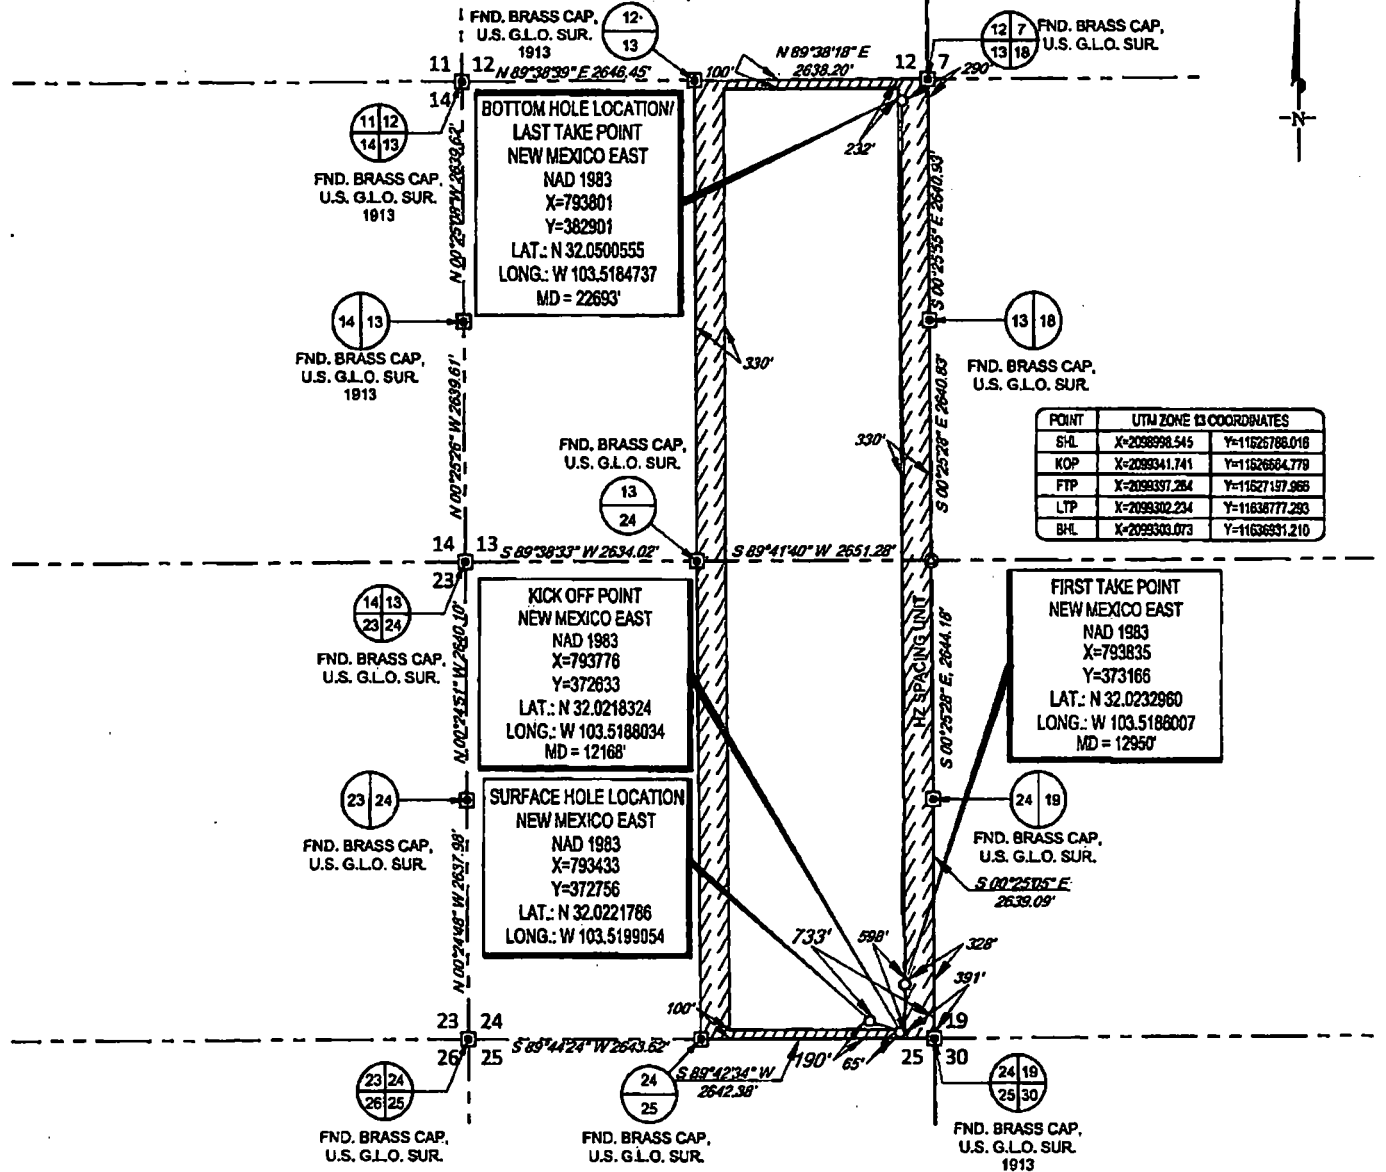 FND. BRASS CAP,
U.S. G.L.O. SUR.
1913
12
13
N 89°38'18" E
2638.20'
12 7
13 18
FND. BRASS CAP,
U.S. G.L.O. SUR.
11 12
N 89°38'39" E 2646.45'
100'
12 7
290'
14
BOTTOM HOLE LOCATION/
LAST TAKE POINT
NEW MEXICO EAST
NAD 1983
X=793801
Y=382901
LAT.: N 32.0500555
LONG.: W 103.5184737
MD = 22693'
232'
-N-
11 12
14 13
FND. BRASS CAP,
U.S. G.L.O. SUR.
1913
N 00°25'08" W 2639.62'
S 00°25'55" E 2640.93'
14 13
FND. BRASS CAP,
U.S. G.L.O. SUR.
1913
330'
13 18
FND. BRASS CAP,
U.S. G.L.O. SUR.
N 00°25'26" W 2639.61'
S 00°25'28" E 2640.83'
330'
FND. BRASS CAP,
U.S. G.L.O. SUR.
13
24
POINT UTM ZONE 13 COORDINATES
SHL X=2098998.545 Y=11626786.016
KOP X=2099341.741 Y=11626664.779
FTP X=2099397.264 Y=11627197.966
LTP X=2099302.234 Y=11636777.293
BHL X=2099303.073 Y=11636931.210
14 13
S 89°38'33" W 2634.02'
S 89°41'40" W 2651.28'
23
14 13
23 24
FND. BRASS CAP,
U.S. G.L.O. SUR.
KICK OFF POINT
NEW MEXICO EAST
NAD 1983
X=793776
Y=372633
LAT.: N 32.0218324
LONG.: W 103.5188034
MD = 12168'
N 00°24'51" W 2640.10'
HZ SPACING UNIT
S 00°25'28" E, 2644.18'
FIRST TAKE POINT
NEW MEXICO EAST
NAD 1983
X=793835
Y=373166
LAT.: N 32.0232960
LONG.: W 103.5186007
MD = 12950'
23 24
FND. BRASS CAP,
U.S. G.L.O. SUR.
SURFACE HOLE LOCATION
NEW MEXICO EAST
NAD 1983
X=793433
Y=372756
LAT.: N 32.0221786
LONG.: W 103.5199054
24 19
FND. BRASS CAP,
U.S. G.L.O. SUR.
S 00°25'05" E
2639.09'
N 00°24'48" W 2637.98'
733'
598'
328'
391'
100'
23 24
19
26 25
S 89°44'24" W 2643.62'
190'
65'
25 30
S 89°42'34" W
2642.38'
23 24
26 25
FND. BRASS CAP,
U.S. G.L.O. SUR.
24
25
FND. BRASS CAP,
U.S. G.L.O. SUR.
24 19
25 30
FND. BRASS CAP,
U.S. G.L.O. SUR.
1913